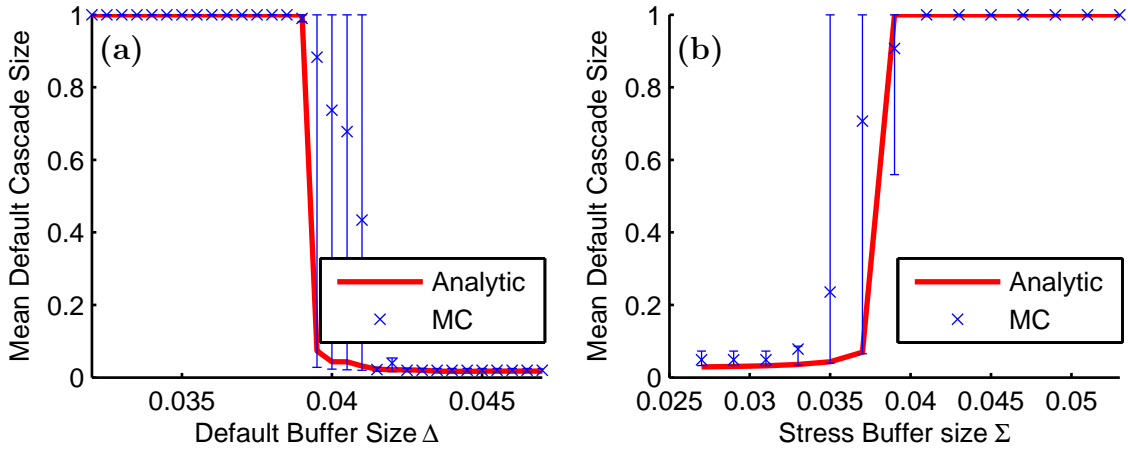 (a)
Mean Default Cascade Size
1
0.8
0.6
0.4
0.2
0
0.035
0.04
0.045
Default Buffer Size Δ
Analytic
MC
(b)
Mean Default Cascade Size
1
0.8
0.6
0.4
0.2
0
0.025
0.03
0.035
0.04
0.045
0.05
Stress Buffer size Σ
Analytic
MC